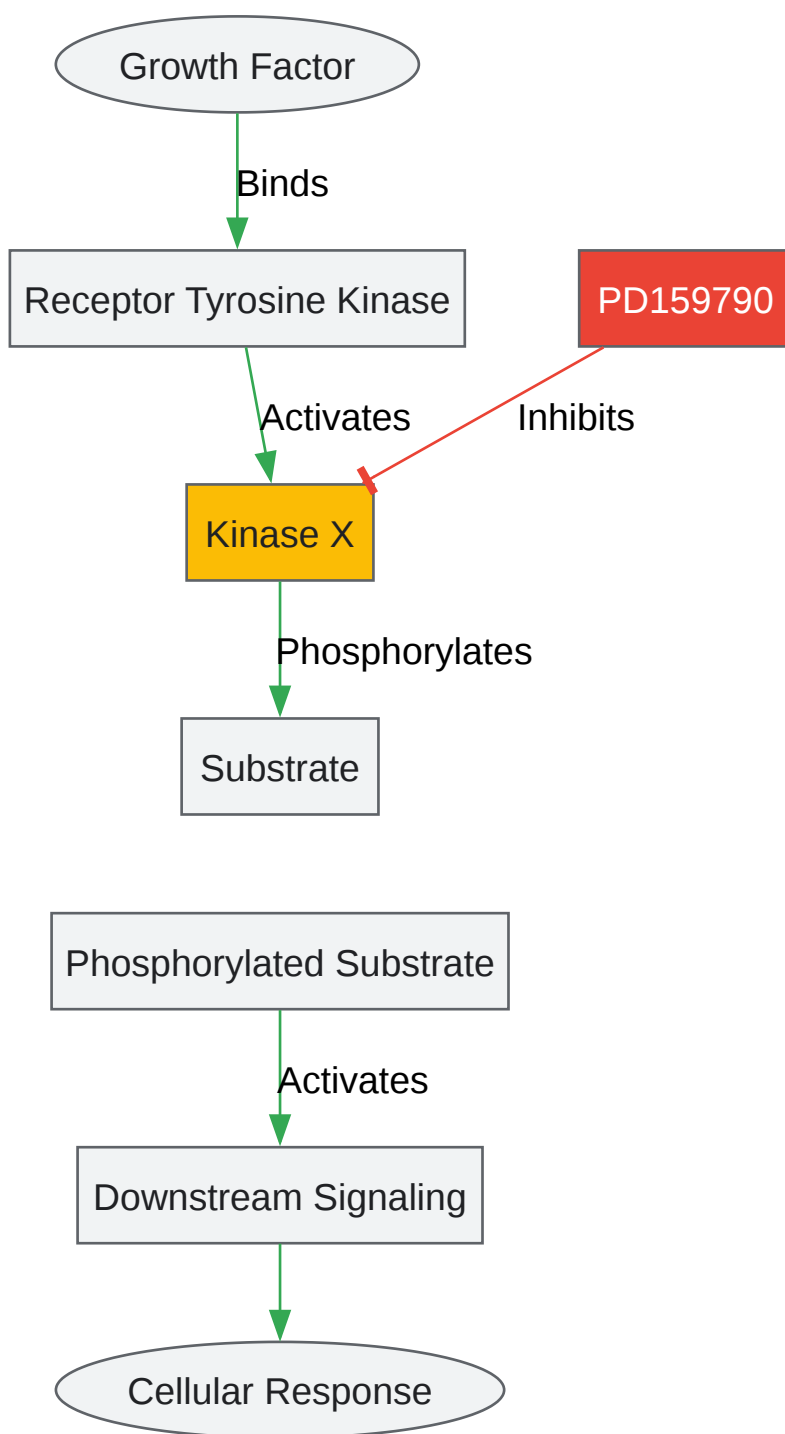 Growth Factor
Binds
Receptor Tyrosine Kinase
PD159790
Activates
Inhibits
Kinase X
Phosphorylates
Substrate
Phosphorylated Substrate
Activates
Downstream Signaling
Cellular Response